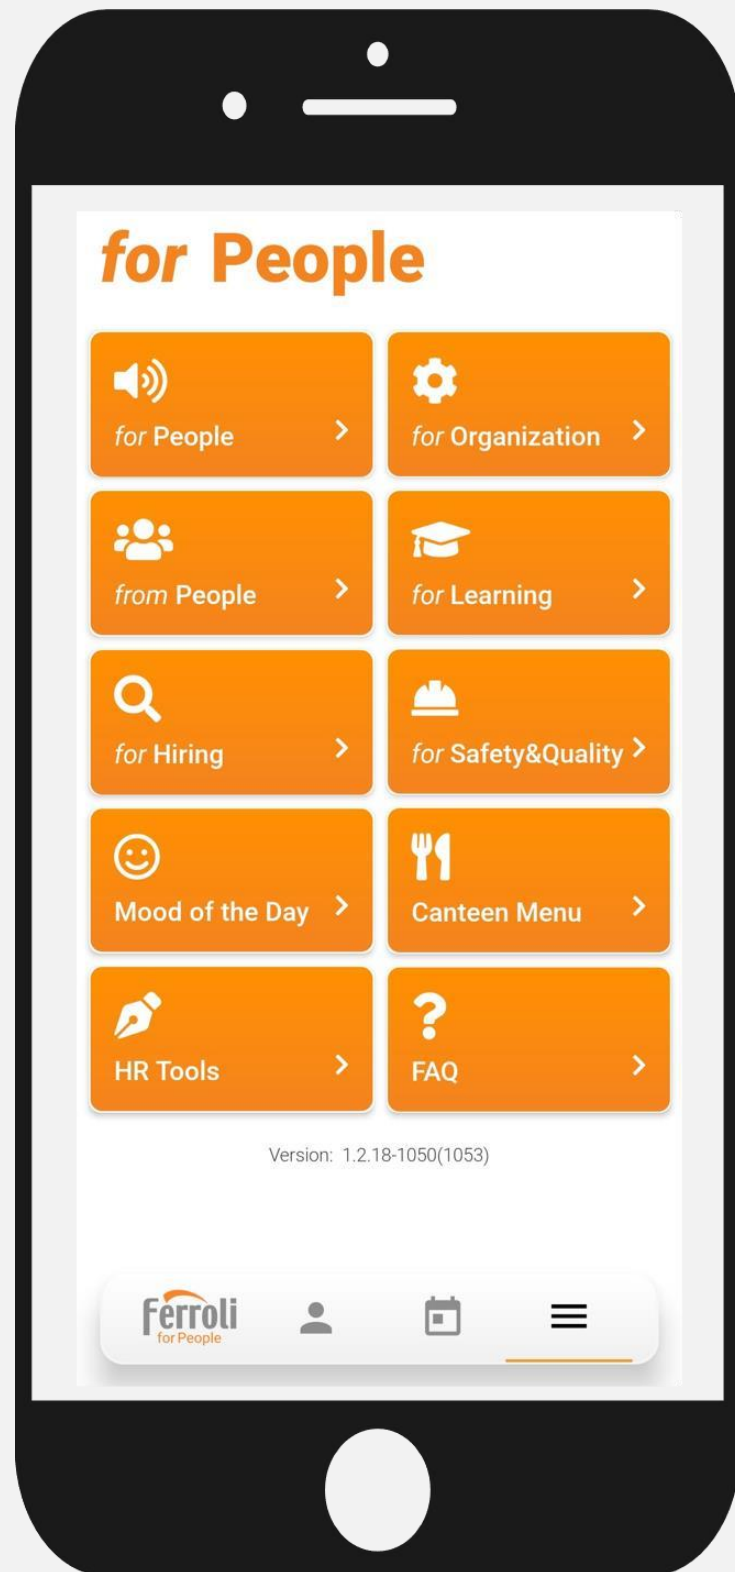 for People
for People
for Organization
from People
for Learning
for Hiring
for Safety&Quality
Mood of the Day
Canteen Menu
HR Tools
FAQ
Version: 1.2.18-1050(1053)
Ferroli
for People